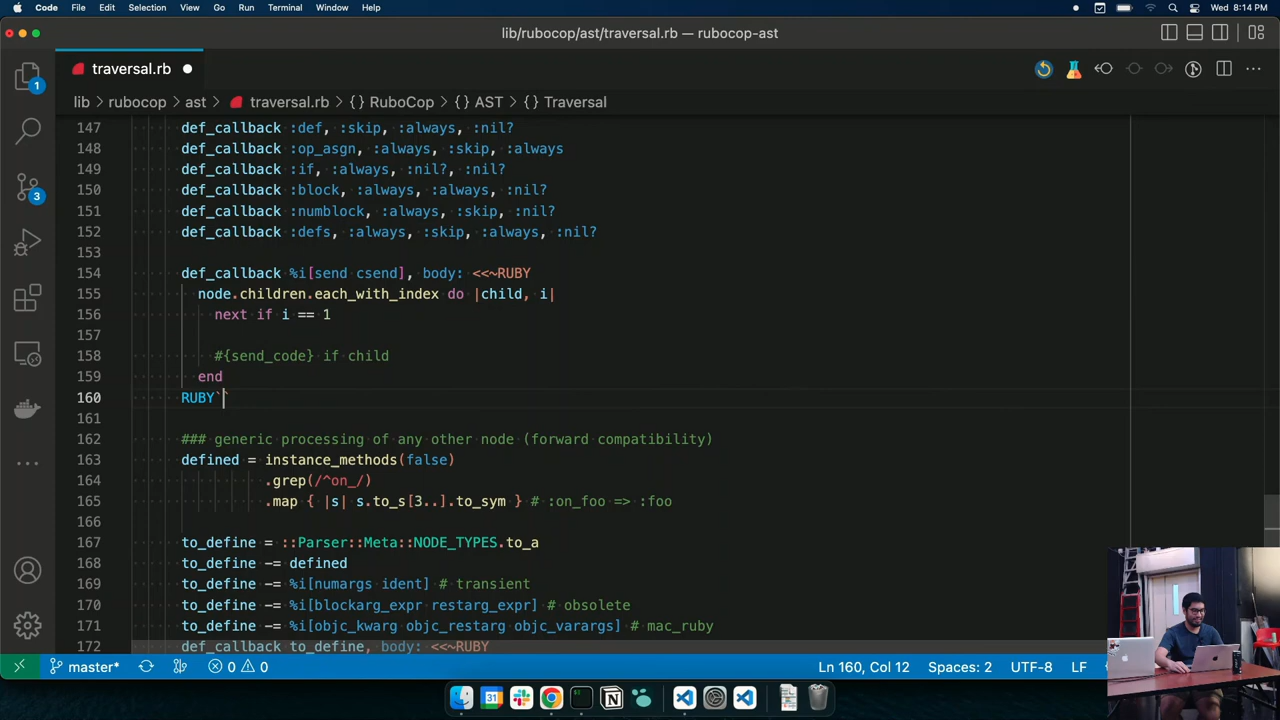 Code File Edit Selection View Go Run Terminal Window Help Wed 8:14 PM
lib/rubocop/ast/traversal.rb — rubocop-ast
traversal.rb
lib › rubocop › ast › traversal.rb › {} RuboCop › {} AST › {} Traversal
147 def_callback :def, :skip, :always, :nil?
148 def_callback :op_asgn, :always, :skip, :always
149 def_callback :if, :always, :nil?, :nil?
150 def_callback :block, :always, :always, :nil?
151 def_callback :numblock, :always, :skip, :nil?
152 def_callback :defs, :always, :skip, :always, :nil?
153
154 def_callback %i[send csend], body: <<~RUBY
155 node.children.each_with_index do |child, i|
156 next if i == 1
157
158 #{send_code} if child
159 end
160 RUBY``
161
162 ### generic processing of any other node (forward compatibility)
163 defined = instance_methods(false)
164 .grep(/^on_/)
165 .map { |s| s.to_s[3..].to_sym } # :on_foo => :foo
166
167 to_define = ::Parser::Meta::NODE_TYPES.to_a
168 to_define -= defined
169 to_define -= %i[numargs ident] # transient
170 to_define -= %i[blockarg_expr restarg_expr] # obsolete
171 to_define -= %i[objc_kwarg objc_restarg objc_varargs] # mac_ruby
172 def_callback to_define, body: <<~RUBY
1
3
master* 0 0 Ln 160, Col 12 Spaces: 2 UTF-8 LF
31